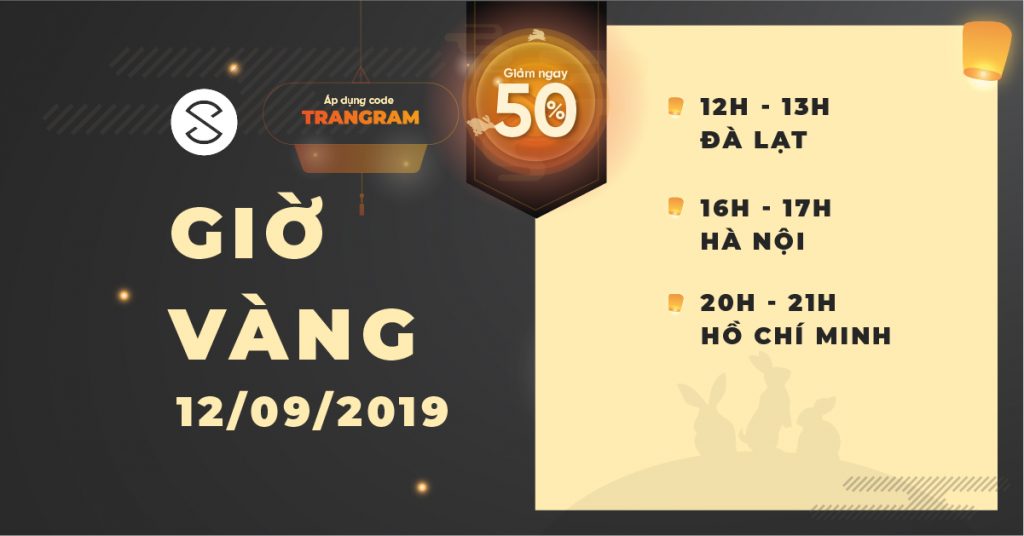 Áp dụng code
TRANGRAM
Giảm ngay
50%
GIỜ
VÀNG
12/09/2019
12H - 13H
ĐÀ LẠT
16H - 17H
HÀ NỘI
20H - 21H
HỒ CHÍ MINH